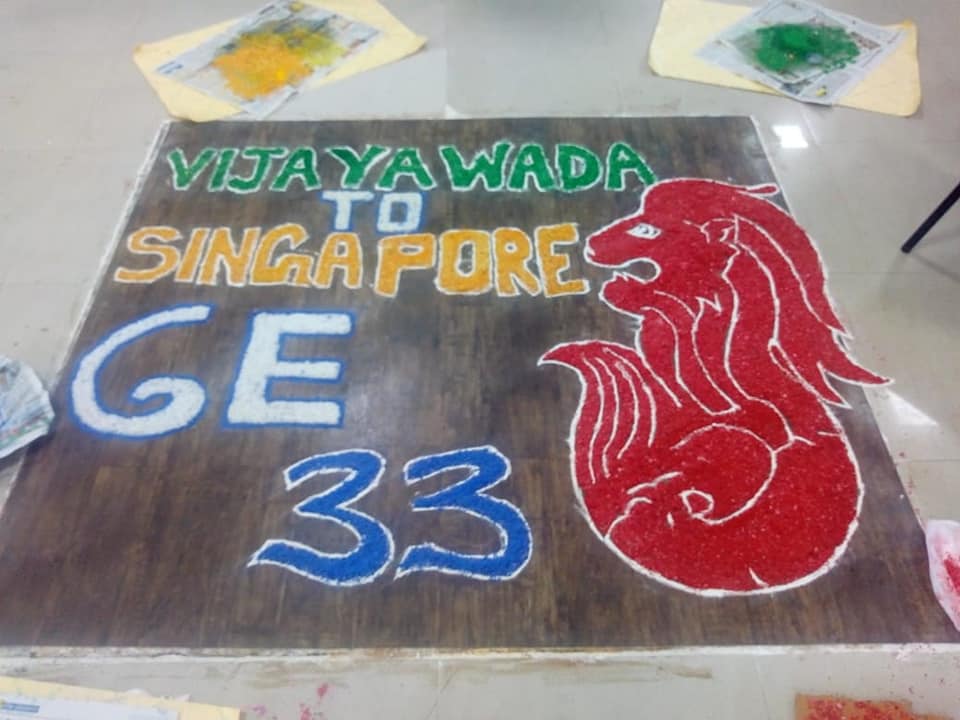 VIJAYAWADA
TO
SINGAPORE
GE
33